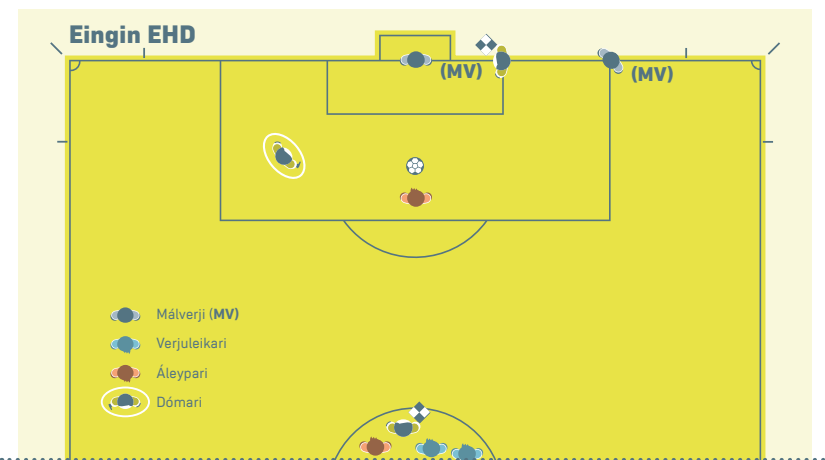 Eingin EHD
(MV)
(MV)
Málverji (MV)
Verjuleikari
Áleypari
Dómari